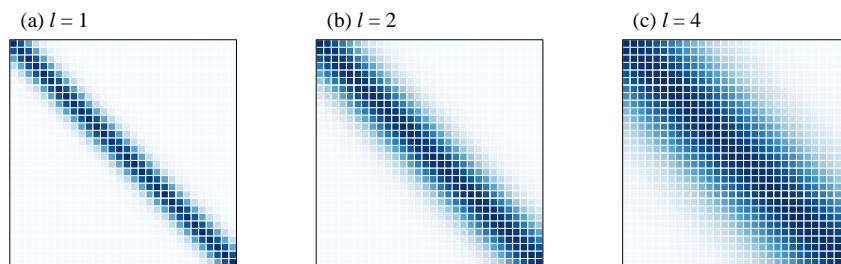 (a) l = 1
(b) l = 2
(c) l = 4